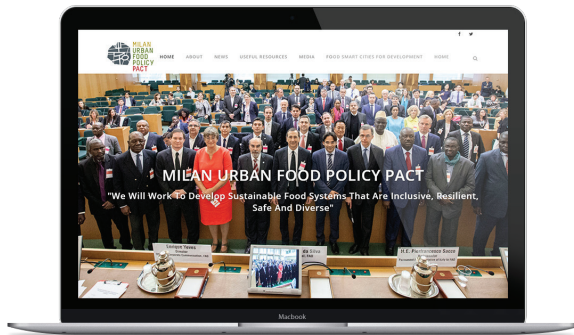 MILAN
URBAN
FOOD
POLICY
PACT
HOME ABOUT NEWS USEFUL RESOURCES MEDIA FOOD SMART CITIES FOR DEVELOPMENT HOME
MILAN URBAN FOOD POLICY PACT
"We Will Work To Develop Sustainable Food Systems That Are Inclusive, Resilient,
Safe And Diverse"
Macbook